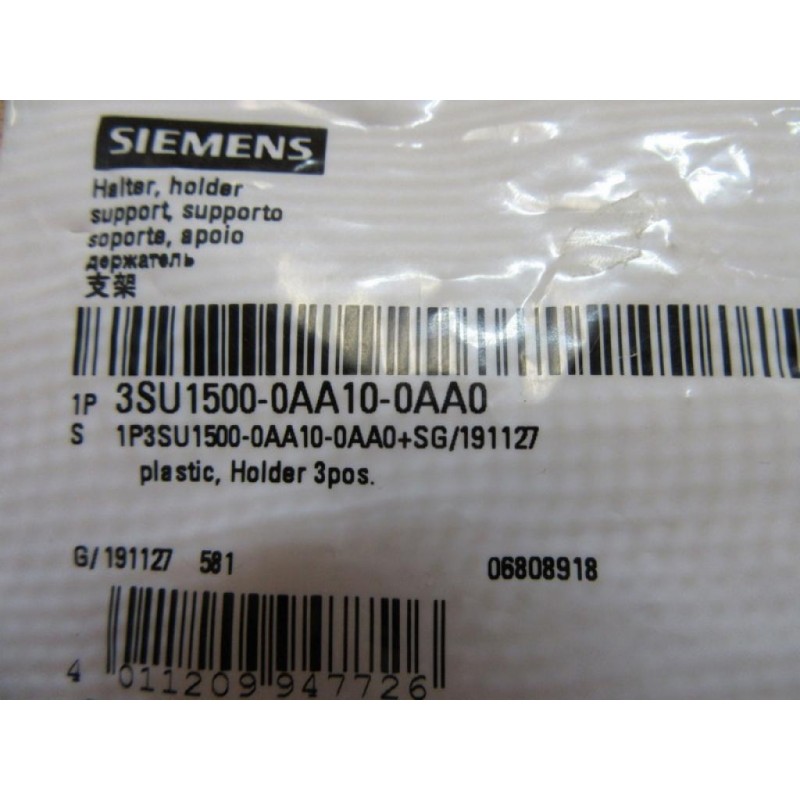 SIEMENS
Halter, holder
support, supporto
soporte, apoio
держатель
支架
1P 3SU1500-0AA10-0AA0
S 1P3SU1500-0AA10-0AA0+SG/191127
plastic, Holder 3pos.
G/191127 581 06808918
4 011209 947726